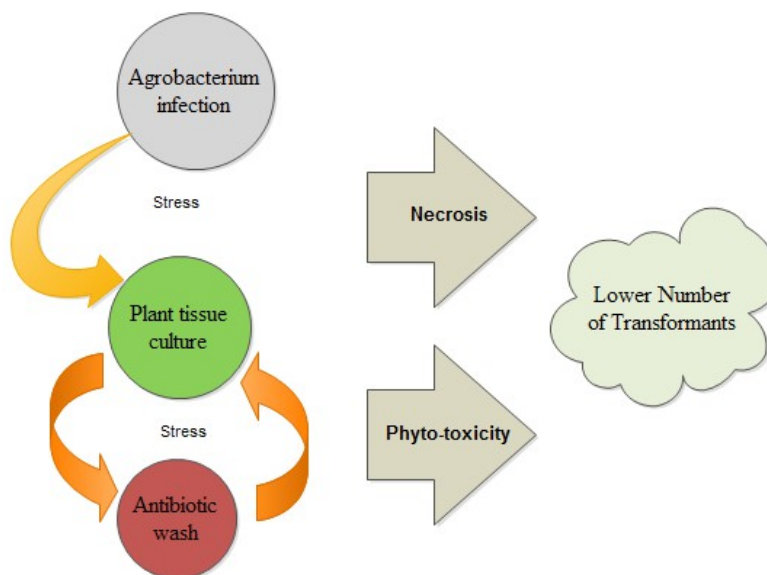 Agrobacterium
infection
Stress
Plant tissue
culture
Stress
Antibiotic
wash
Necrosis
Phyto-toxicity
Lower Number
of Transformants